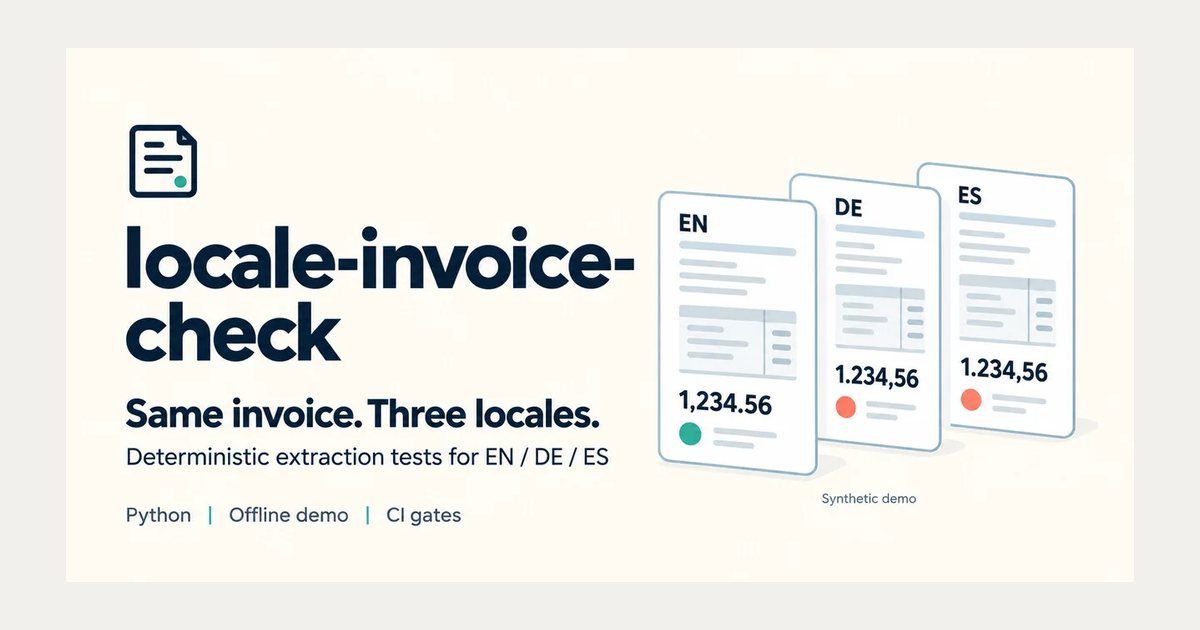 locale-invoice-
check
Same invoice. Three locales.
Deterministic extraction tests for EN / DE / ES
Python | Offline demo | CI gates
EN
1,234.56
DE
1.234,56
ES
1.234,56
Synthetic demo